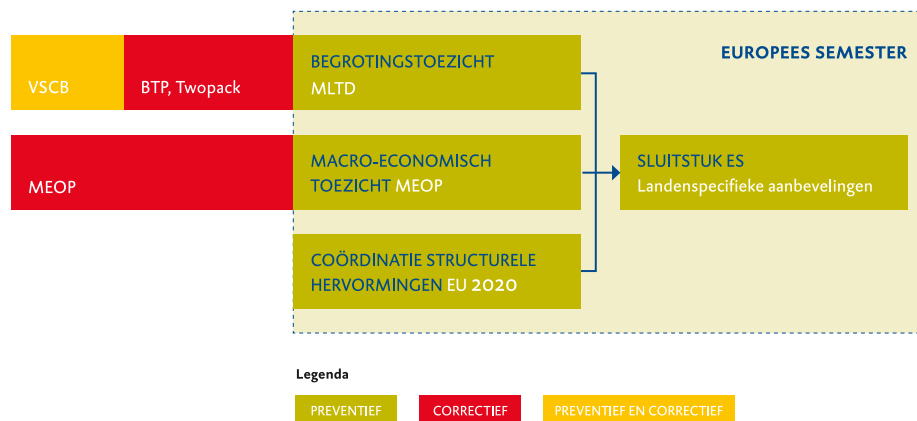 EUROPEES SEMESTER
VSCB
BTP, Twopack
BEGROTINGSTOEZICHT
MLTD
MEOP
MACRO-ECONOMISCH
TOEZICHT MEOP
SLUITSTUK ES
Landenspecifieke aanbevelingen
COÖRDINATIE STRUCTURELE
HERVORMINGEN EU 2020
Legenda
PREVENTIEF
CORRECTIEF
PREVENTIEF EN CORRECTIEF